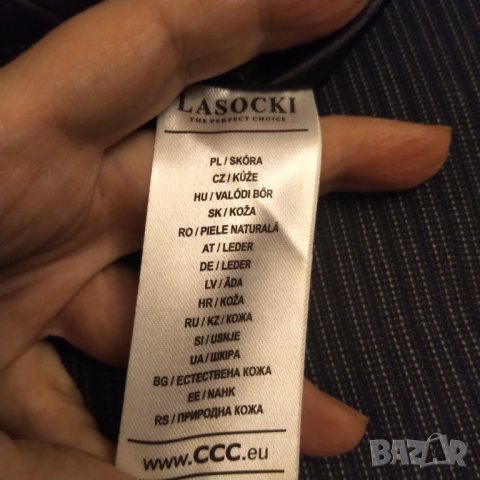 LASOCKI
THE PERFECT CHOICE
PL / SKÓRA
CZ / KŮŽE
HU / VALÓDI BŐR
SK / KOŽA
RO / PIELE NATURALĂ
AT / LEDER
DE / LEDER
LV / ĀDA
HR / KOŽA
RU / KZ / КОЖА
SI / USNJE
UA / ШКІРА
BG / ЕСТЕСТВЕНА КОЖА
EE / NAHK
RS / ПРИРОДНА КОЖА
www.CCC.eu
BAZAR